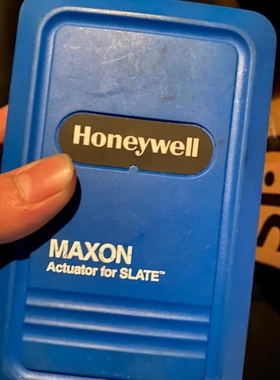 Honeywell
MAXON
Actuator for SLATE™